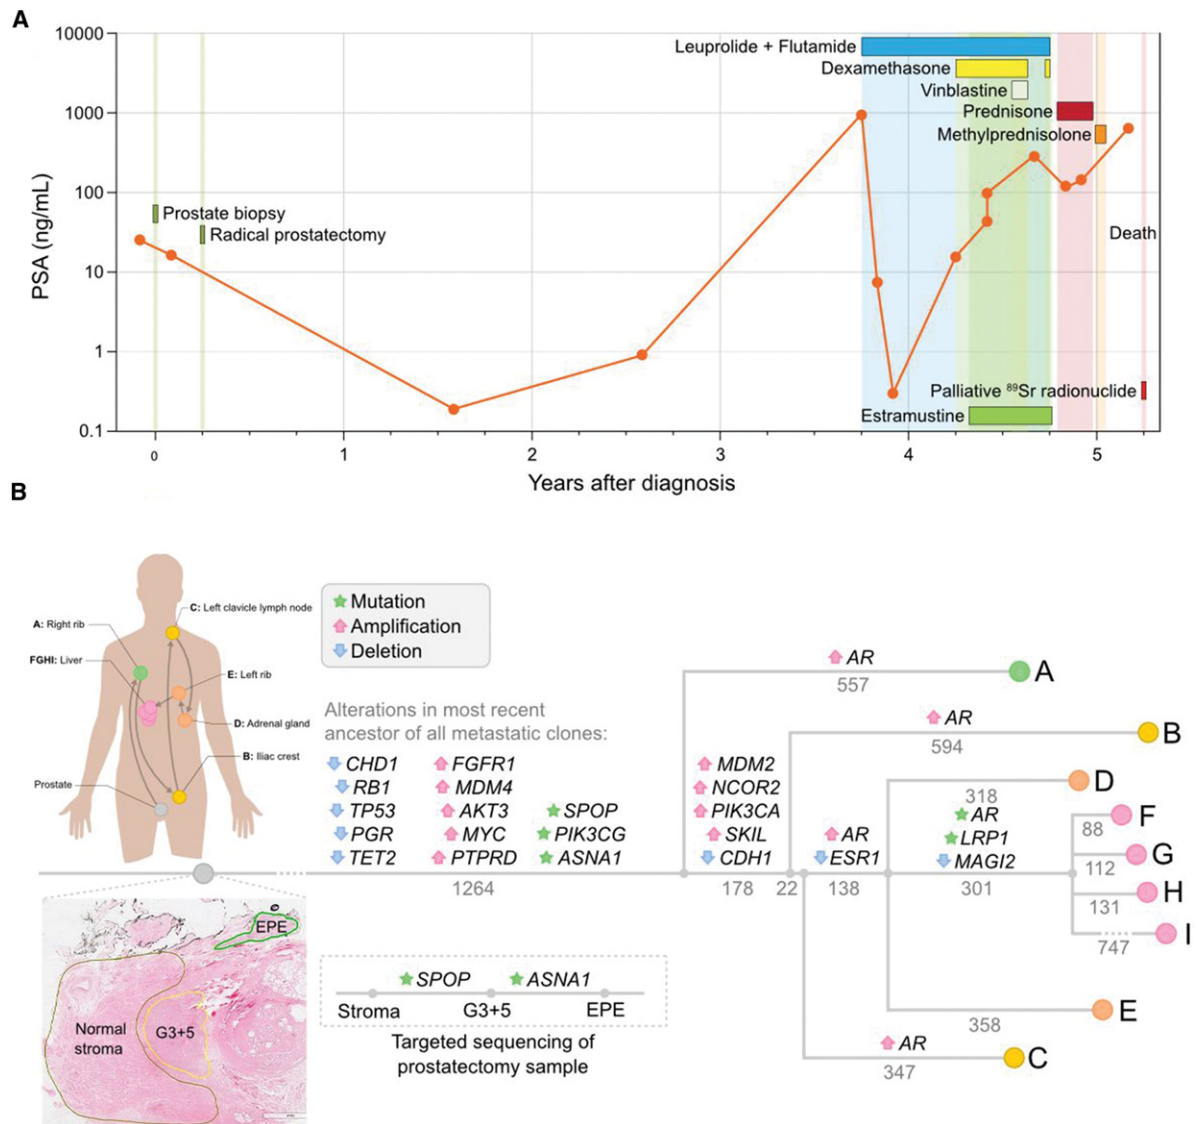 A
10000
1000
100
10
1
0.1
PSA (ng/mL)
Leuprolide + Flutamide
Dexamethasone
Vinblastine
Prednisone
Methylprednisolone
Prostate biopsy
Radical prostatectomy
Death
Palliative ⁸⁹Sr radionuclide
Estramustine
0 1 2 3 4 5
Years after diagnosis
B
C: Left clavicle lymph node
A: Right rib
FGHI: Liver
E: Left rib
D: Adrenal gland
B: Iliac crest
Prostate
Mutation
Amplification
Deletion
Alterations in most recent
ancestor of all metastatic clones:
CHD1 FGFR1
RB1 MDM4
TP53 AKT3 SPOP
PGR MYC PIK3CG
TET2 PTPRD ASNA1
1264
MDM2
NCOR2
PIK3CA
SKIL
CDH1
178
22
AR
ESR1
138
AR
557
A
AR
594
B
318
D
AR
LRP1
MAGI2
301
88
F
112
G
131
H
747
I
358
E
AR
347
C
EPE
Normal
stroma
G3+5
SPOP ASNA1
Stroma G3+5 EPE
Targeted sequencing of
prostatectomy sample